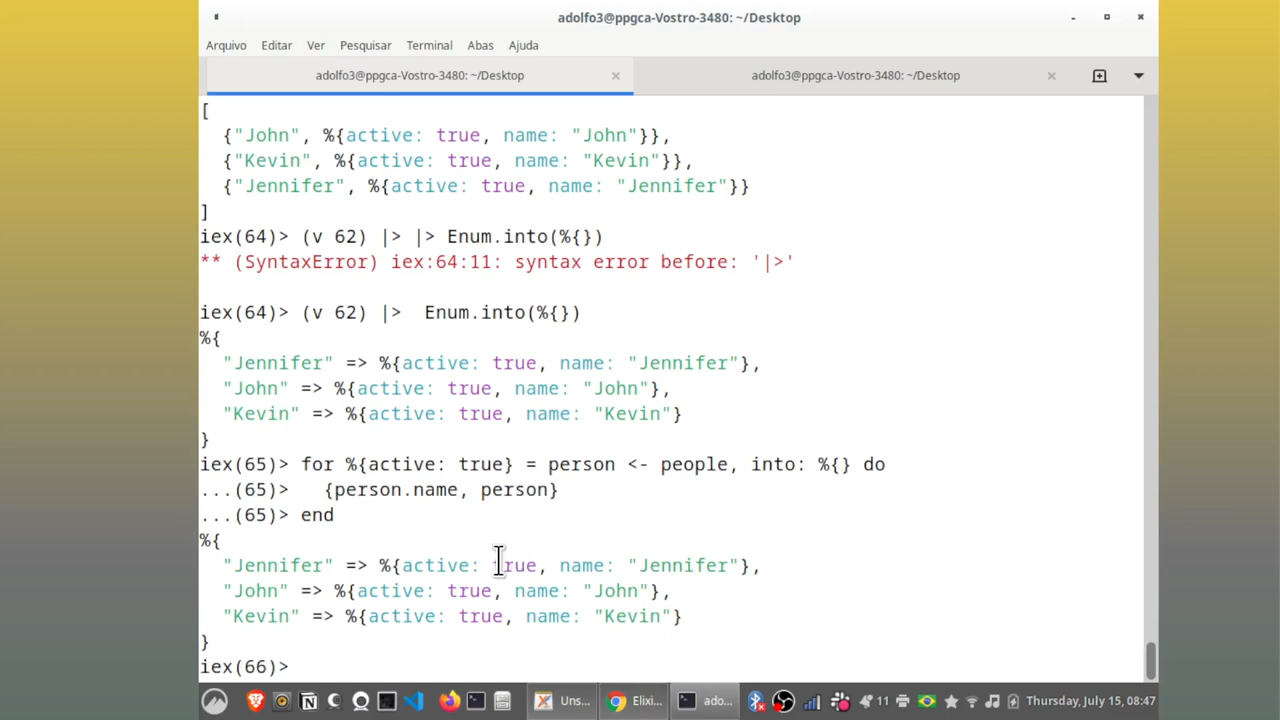 adolfo3@ppgca-Vostro-3480: ~/Desktop
Arquivo Editar Ver Pesquisar Terminal Abas Ajuda
adolfo3@ppgca-Vostro-3480: ~/Desktop adolfo3@ppgca-Vostro-3480: ~/Desktop
[
  {"John", %{active: true, name: "John"}},
  {"Kevin", %{active: true, name: "Kevin"}},
  {"Jennifer", %{active: true, name: "Jennifer"}}
]
iex(64)> (v 62) |> |> Enum.into(%{})
** (SyntaxError) iex:64:11: syntax error before: '|>'
iex(64)> (v 62) |>  Enum.into(%{})
%{
  "Jennifer" => %{active: true, name: "Jennifer"},
  "John" => %{active: true, name: "John"},
  "Kevin" => %{active: true, name: "Kevin"}
}
iex(65)> for %{active: true} = person <- people, into: %{} do
...(65)>   {person.name, person}
...(65)> end
%{
  "Jennifer" => %{active: true, name: "Jennifer"},
  "John" => %{active: true, name: "John"},
  "Kevin" => %{active: true, name: "Kevin"}
}
iex(66)>
Uns... Elixi... ado... 11 Thursday, July 15, 08:47